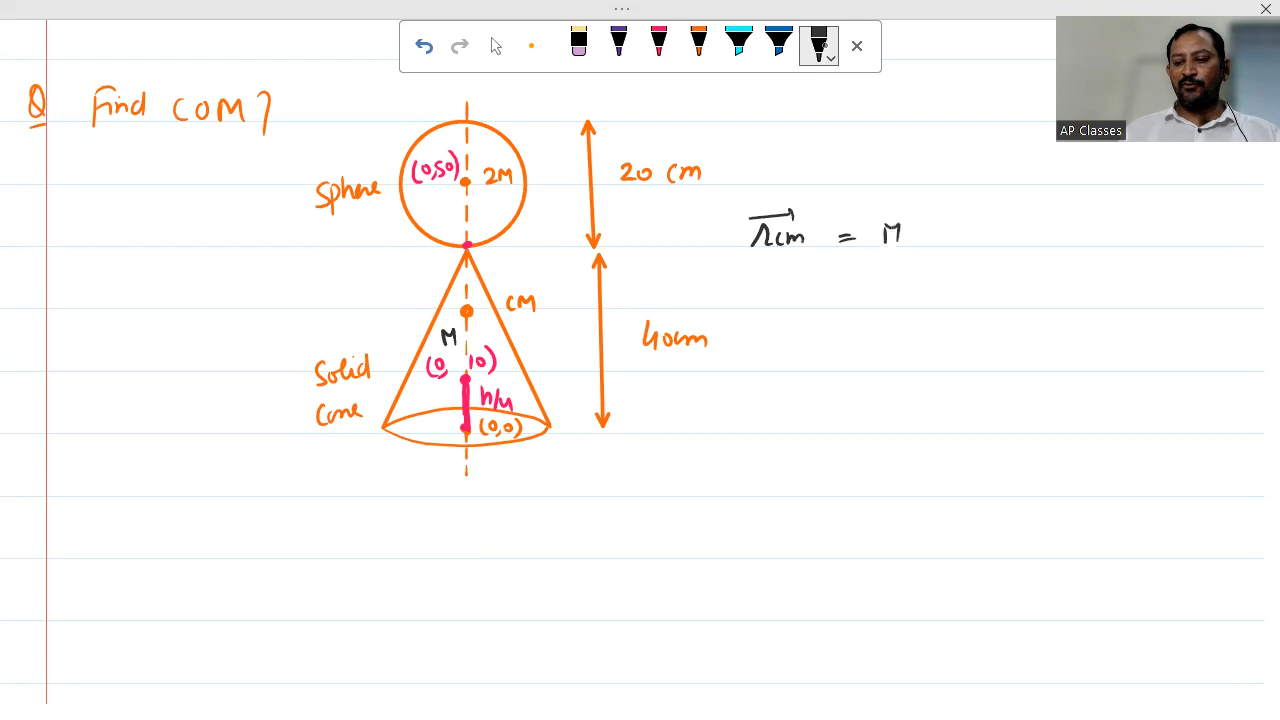 Q Find COM?
(0,50) 2M
Sphere
20 cm
rcm = M
CM
M
40cm
(0, 10)
Solid
Cone
h/4
(0,0)
AP Classes